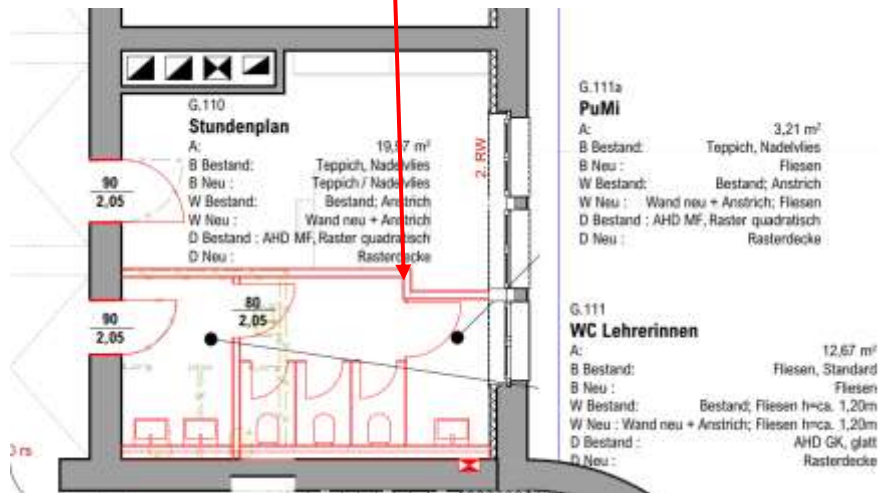 G.110
Stundenplan
A: 19,57 m²
B Bestand: Teppich, Nadelvlies
B Neu : Teppich / Nadelvlies
W Bestand: Bestand; Anstrich
W Neu : Wand neu + Anstrich
D Bestand : AHD MF, Raster quadratisch
D Neu : Rasterdecke
2. RW
90
2,05
80
2,05
90
2,05
rs
G.111a
PuMi
A: 3,21 m²
B Bestand: Teppich, Nadelvlies
B Neu : Fliesen
W Bestand: Bestand; Anstrich
W Neu : Wand neu + Anstrich; Fliesen
D Bestand : AHD MF, Raster quadratisch
D Neu : Rasterdecke
G.111
WC Lehrerinnen
A: 12,67 m²
B Bestand: Fliesen, Standard
B Neu : Fliesen
W Bestand: Bestand; Fliesen h=ca. 1,20m
W Neu : Wand neu + Anstrich; Fliesen h=ca. 1,20m
D Bestand : AHD GK, glatt
D Neu : Rasterdecke